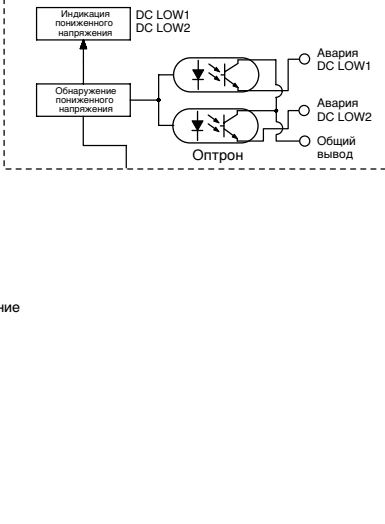 Индикация
пониженного
напряжения
DC LOW1
DC LOW2
Обнаружение
пониженного
напряжения
Авария
DC LOW1
Авария
DC LOW2
Общий
вывод
Оптрон
ние